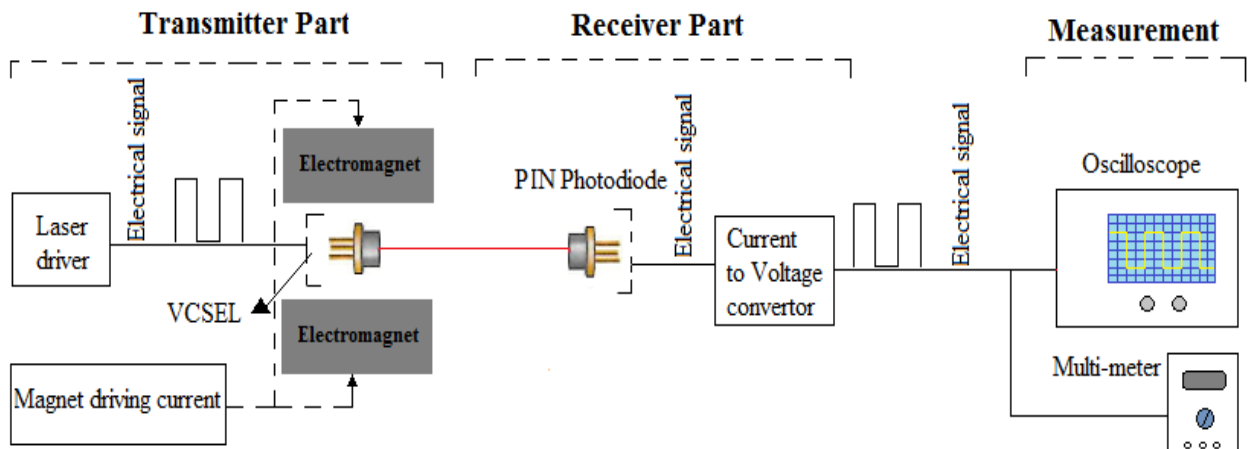 Transmitter Part
Receiver Part
Measurement
Electrical signal
Electromagnet
Electrical signal
Electrical signal
Oscilloscope
PIN Photodiode
Laser
driver
Current
to Voltage
convertor
VCSEL
Electromagnet
Multi-meter
Magnet driving current